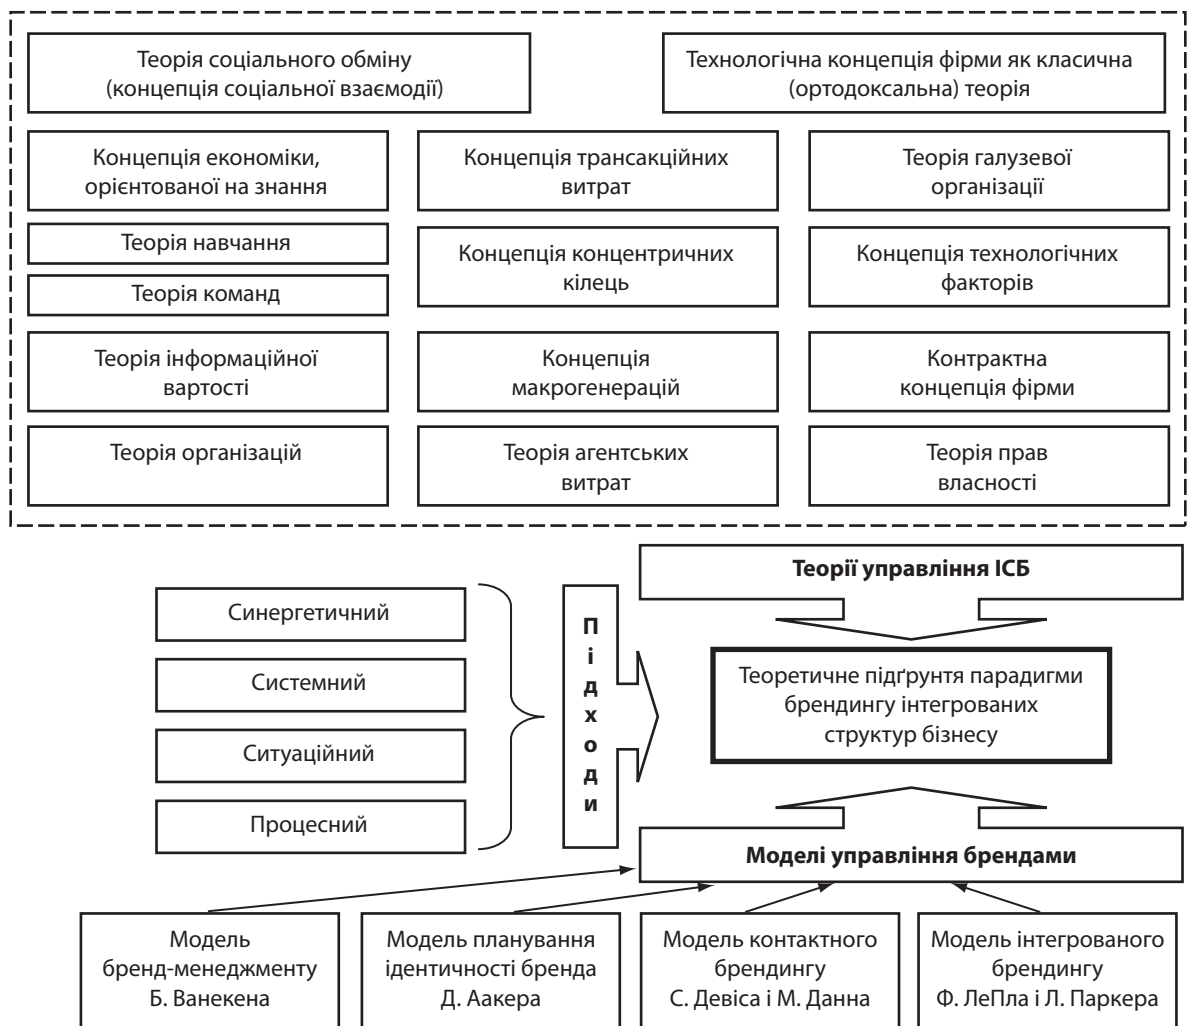 Теорія соціального обміну
(концепція соціальної взаємодії)
Технологічна концепція фірми як класична
(ортодоксальна) теорія
Концепція економіки,
орієнтованої на знання
Концепція трансакційних
витрат
Теорія галузевої
організації
Теорія навчання
Концепція концентричних
кілець
Концепція технологічних
факторів
Теорія команд
Теорія інформаційної
вартості
Концепція
макрогенерацій
Контрактна
концепція фірми
Теорія організацій
Теорія агентських
витрат
Теорія прав
власності
Теорії управління ІСБ
Синергетичний
Системний
Ситуаційний
Процесний
П
і
д
х
о
д
и
Теоретичне підґрунтя парадигми
брендингу інтегрованих
структур бізнесу
Моделі управління брендами
Модель
бренд-менеджменту
Б. Ванекена
Модель планування
ідентичності бренда
Д. Аакера
Модель контактного
брендингу
С. Девіса і М. Данна
Модель інтегрованого
брендингу
Ф. ЛеПла і Л. Паркера